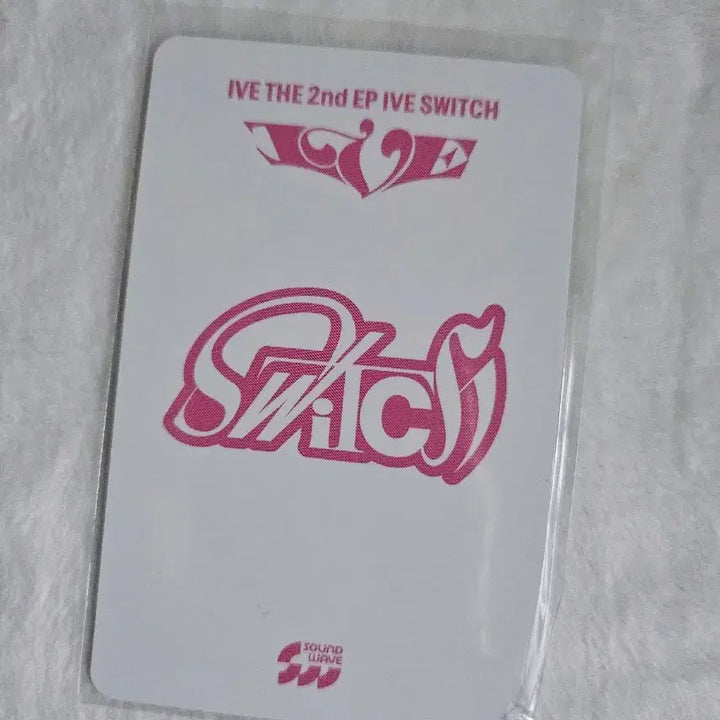 IVE THE 2nd EP IVE SWITCH
IVE
SWiTCH
SOUND
WAVE